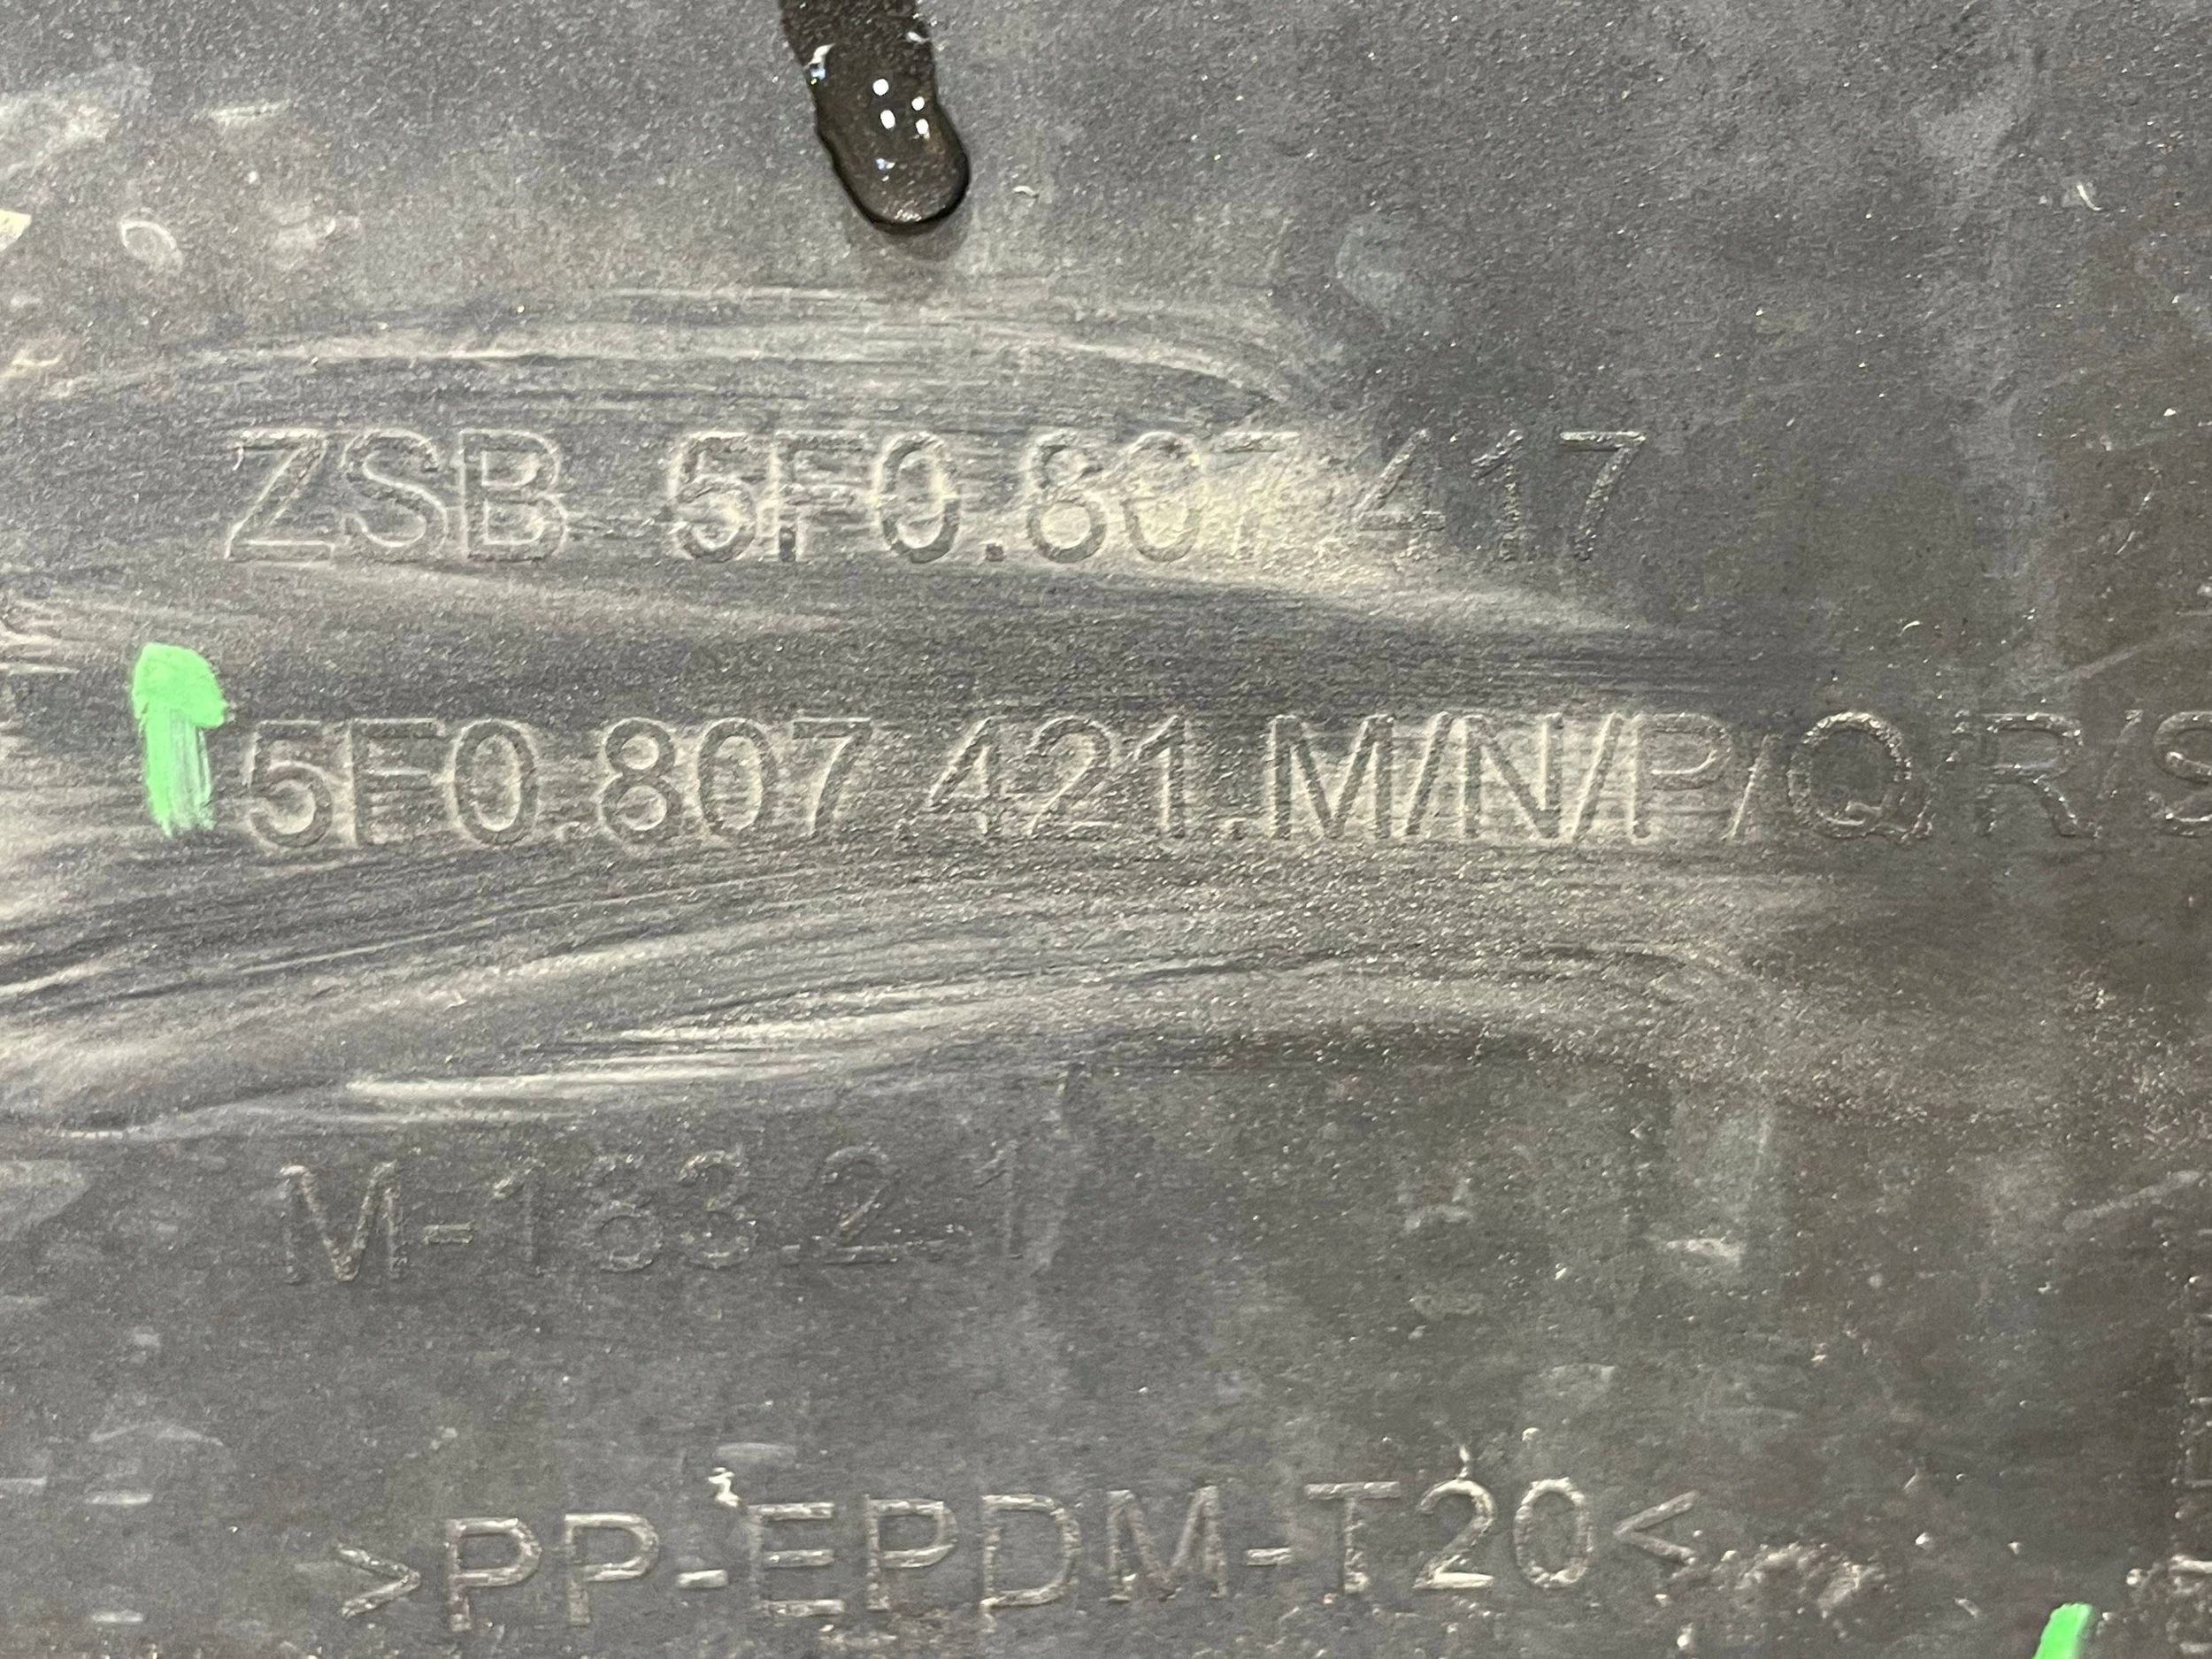 ZSB 5F0.807.417
5F0.807.421.M/N/P/Q/R/S
M-183.2.1
>PP-EPDM-T20<